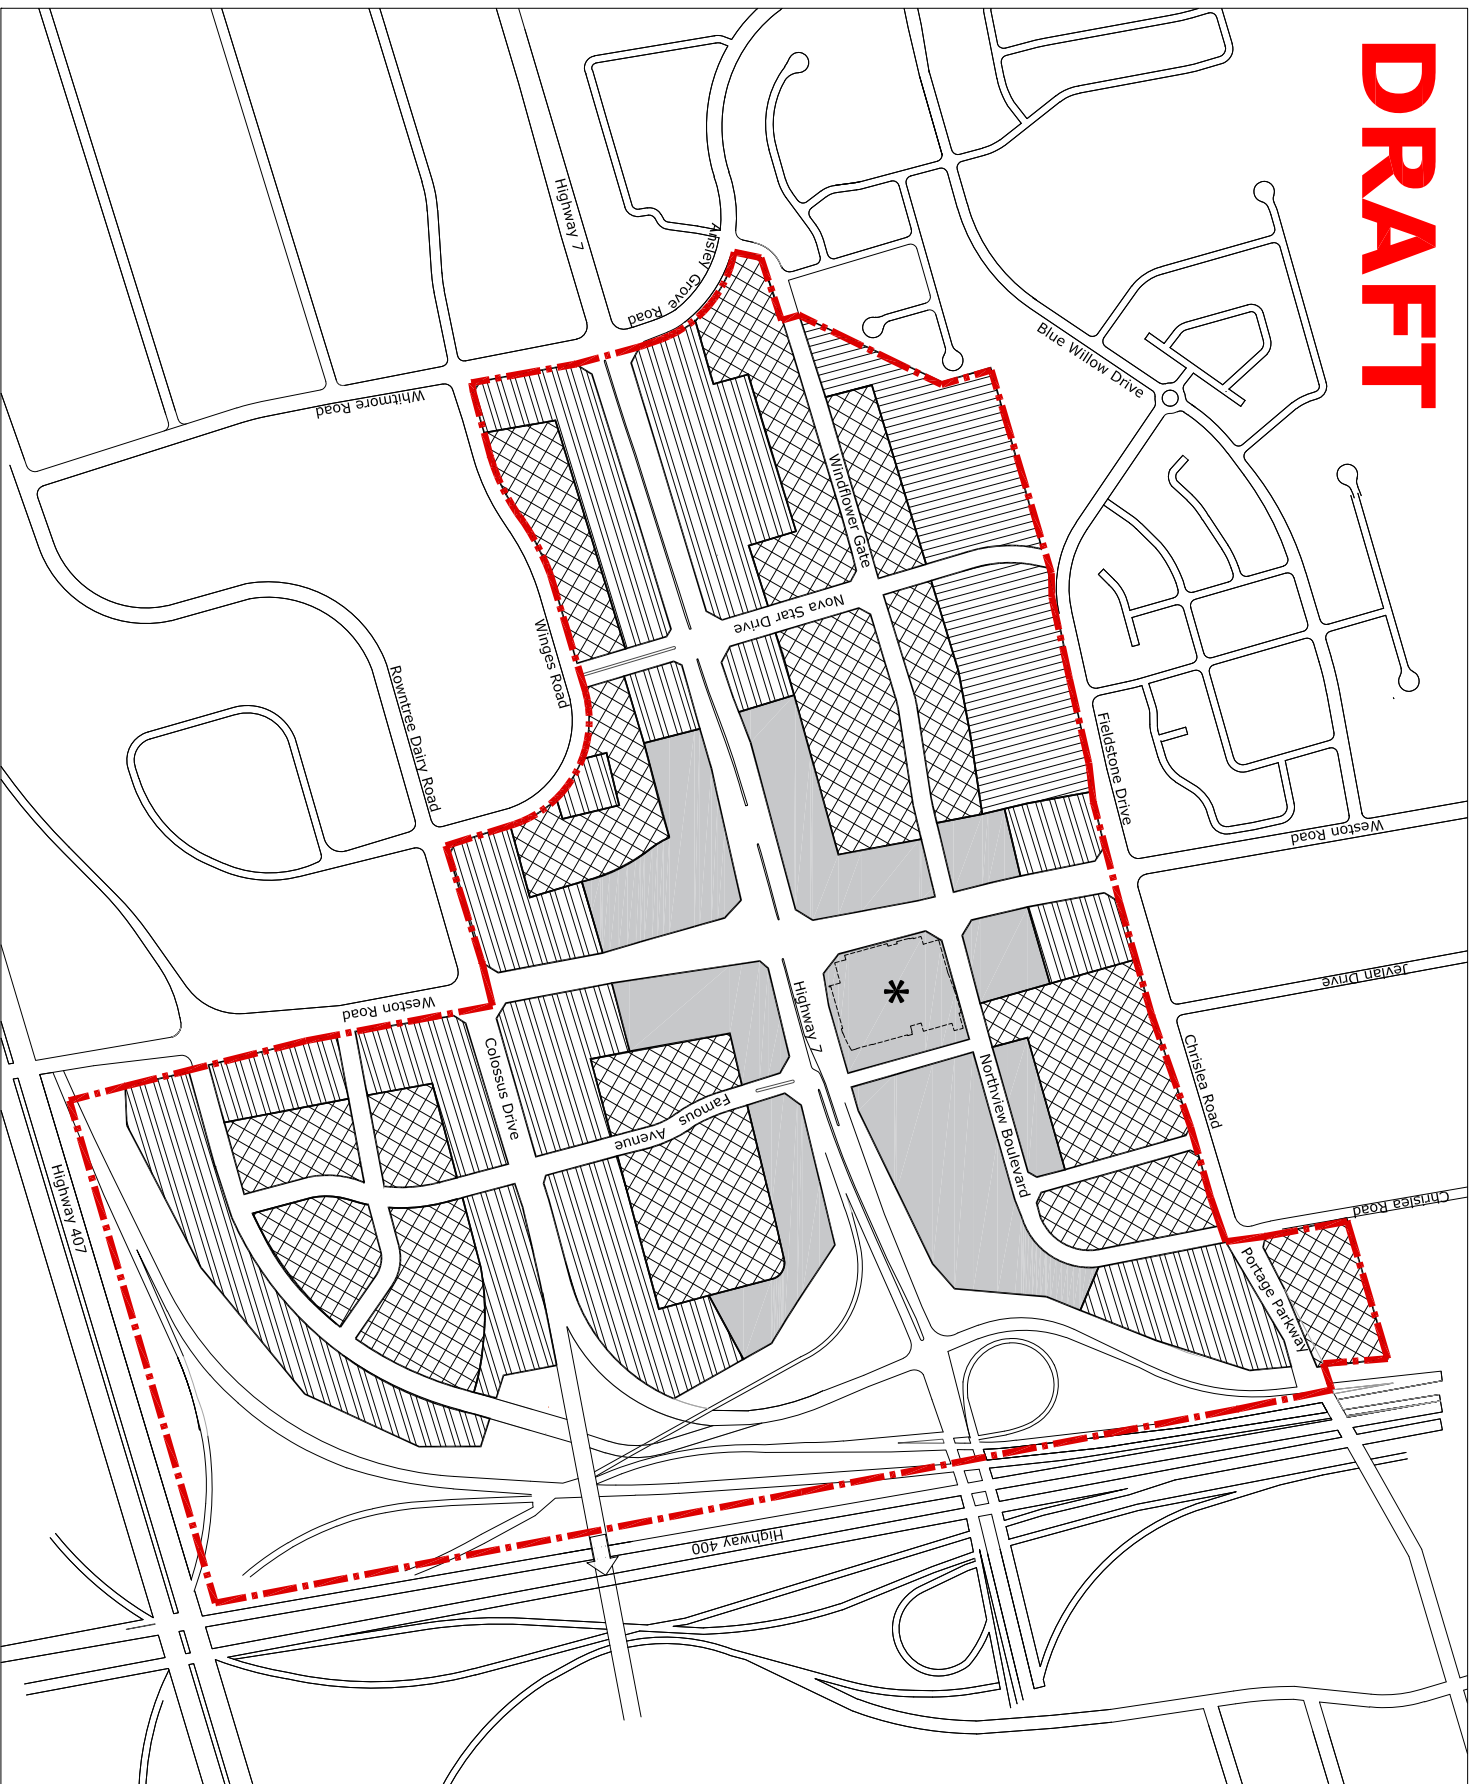 DRAFT
Highway 7
Ansley Grove Road
Blue Willow Drive
Whitmore Road
Windflower Gate
Nova Star Drive
Winges Road
Rowntree Dairy Road
Fieldstone Drive
Weston Road
Jevlan Drive
Weston Road
Highway 7
*
Colossus Drive
Famous Avenue
Northview Boulevard
Chrislea Road
Chrislea Road
Highway 407
Portage Parkway
Highway 400